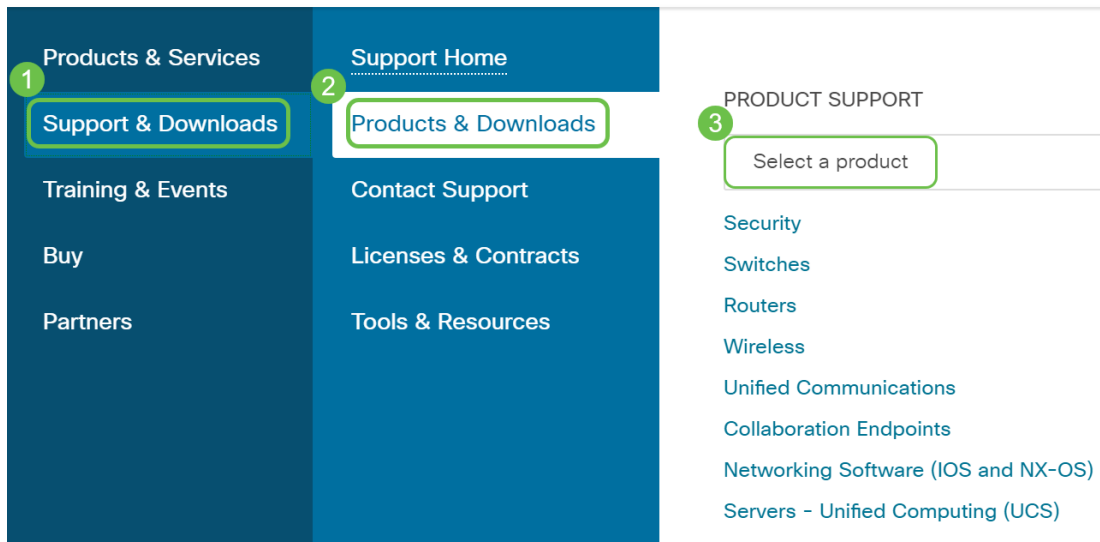 Products & Services
1
Support & Downloads
Training & Events
Buy
Partners
Support Home
2
Products & Downloads
Contact Support
Licenses & Contracts
Tools & Resources
PRODUCT SUPPORT
3
Select a product
Security
Switches
Routers
Wireless
Unified Communications
Collaboration Endpoints
Networking Software (IOS and NX-OS)
Servers - Unified Computing (UCS)